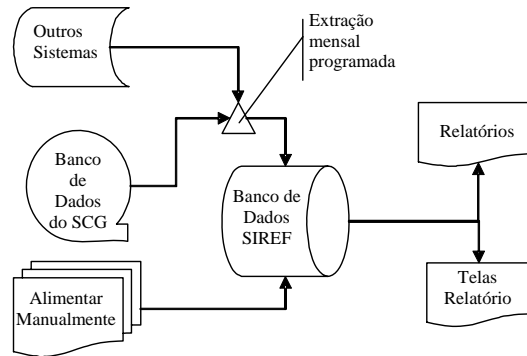 Outros
Sistemas
Extração
mensal
programada
Banco
de
Dados
do SCG
Banco de
Dados
SIREF
Relatórios
Alimentar
Manualmente
Telas
Relatório